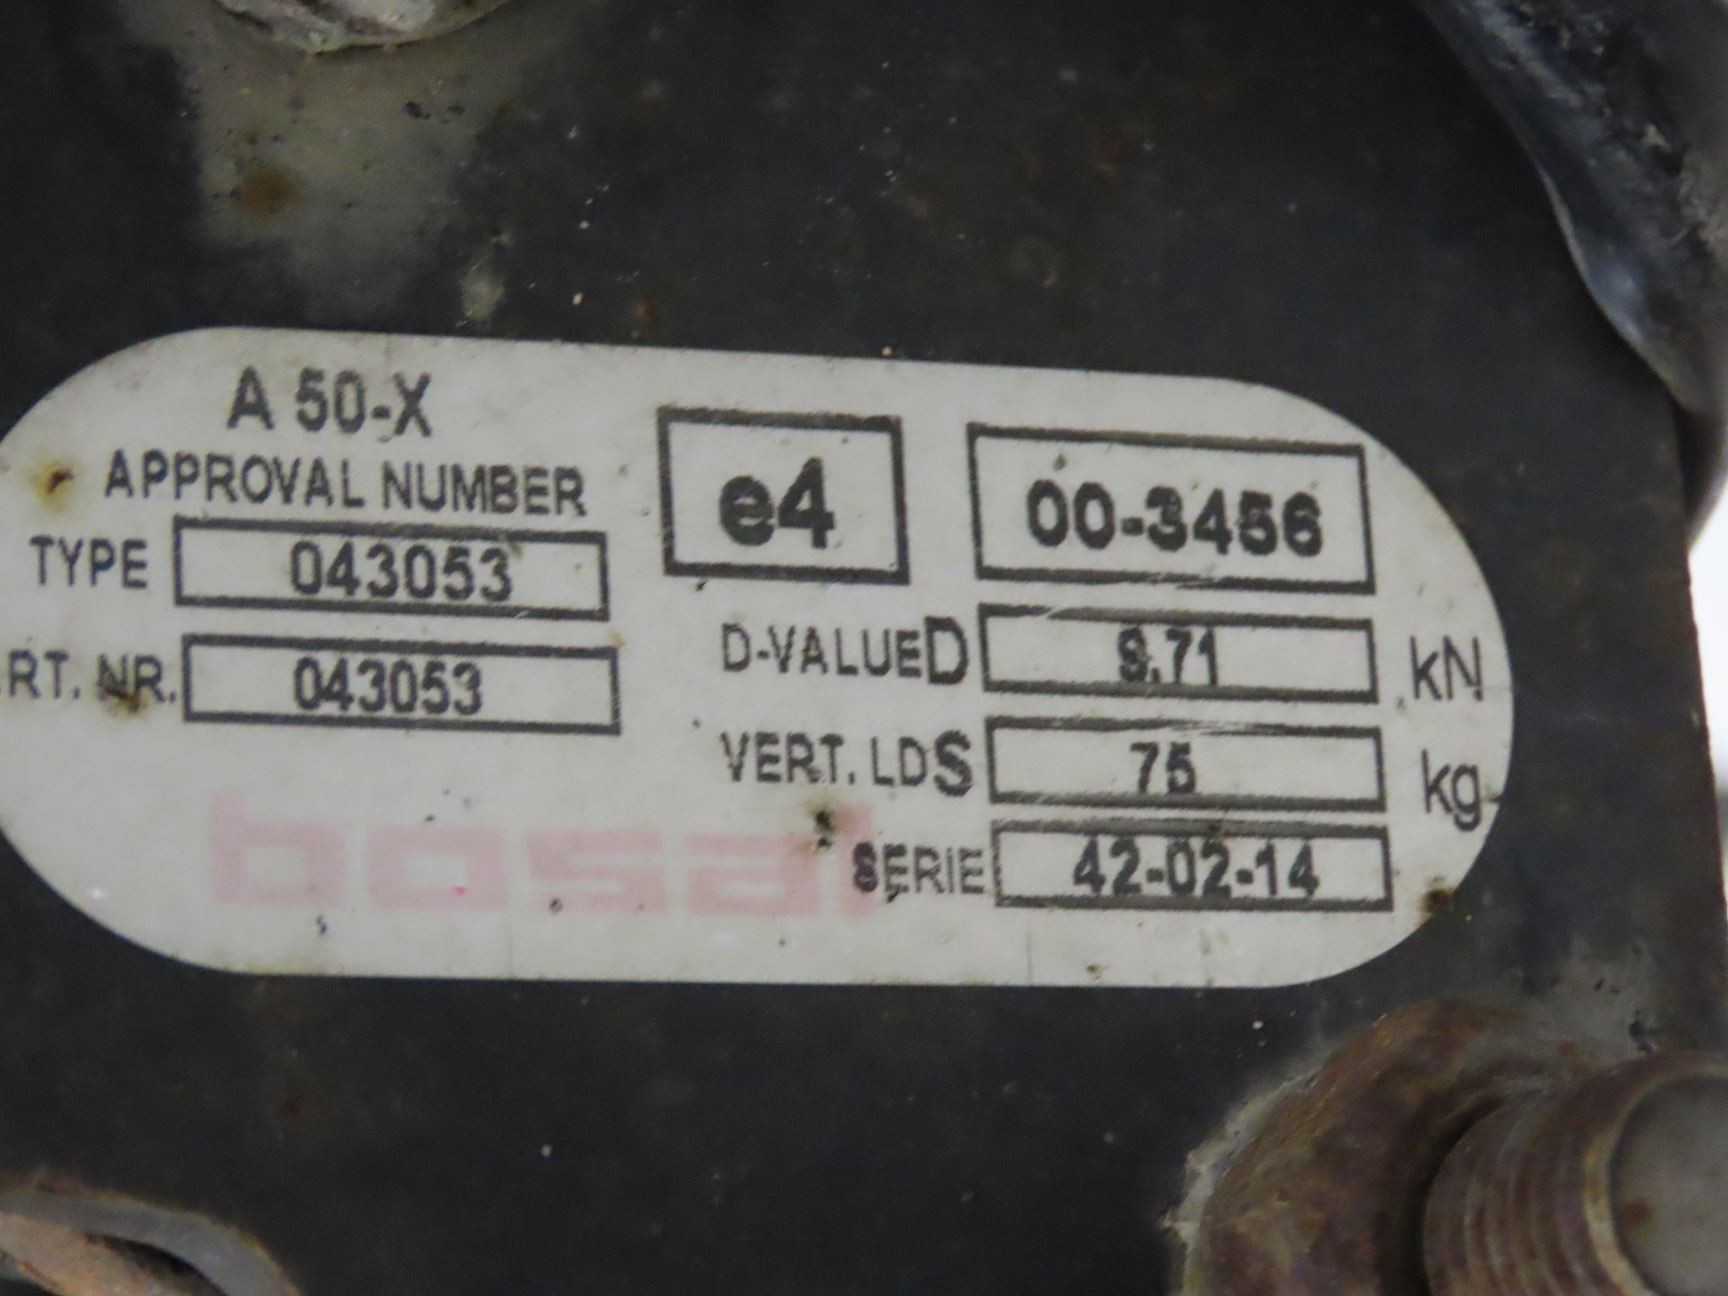 A 50-X
APPROVAL NUMBER
e4
00-3456
TYPE 043053
D-VALUE D kN
RT. NR. 043053
VERT. LD S 75 kg
bosal
SERIE 42-02-14